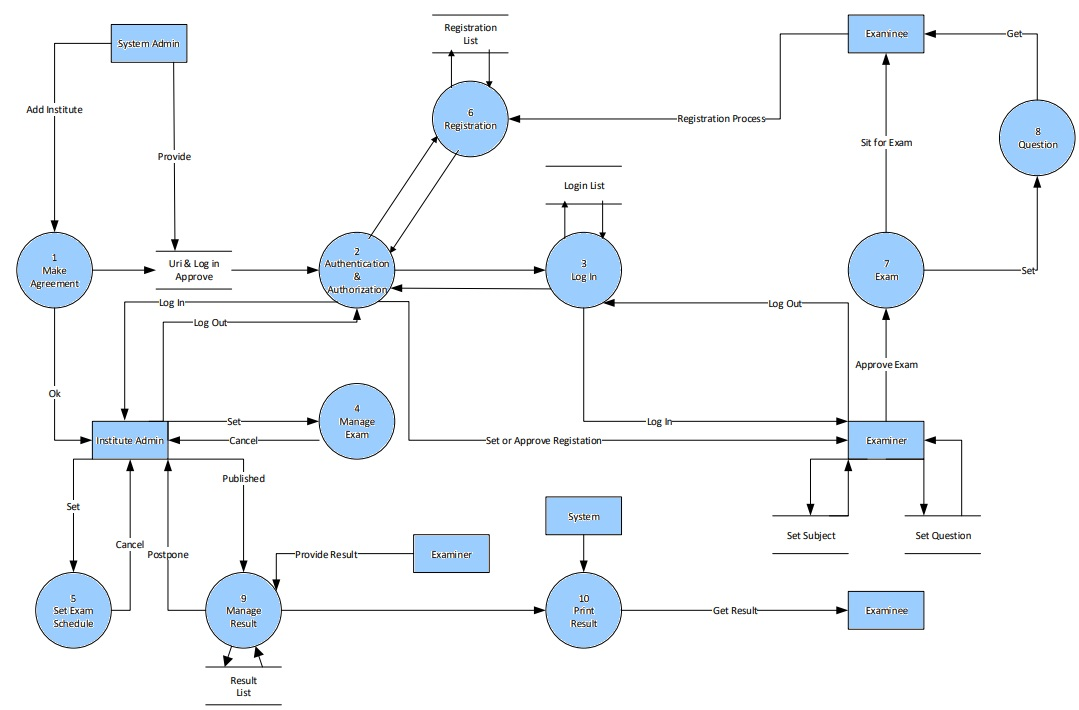 Registration
List
System Admin
Examinee
Get
Add Institute
6
Registration
Registration Process
8
Question
Sit for Exam
Provide
Login List
1
Make
Agreement
Uri & Log in
Approve
2
Authentication
&
Authorization
3
Log In
7
Exam
Set
Log In
Log Out
Log Out
Approve Exam
Ok
4
Manage
Exam
Set
Cancel
Institute Admin
Log In
Set or Approve Registation
Examiner
Published
Set
Cancel
Postpone
System
Set Subject
Set Question
Provide Result
Examiner
5
Set Exam
Schedule
9
Manage
Result
10
Print
Result
Get Result
Examinee
Result
List